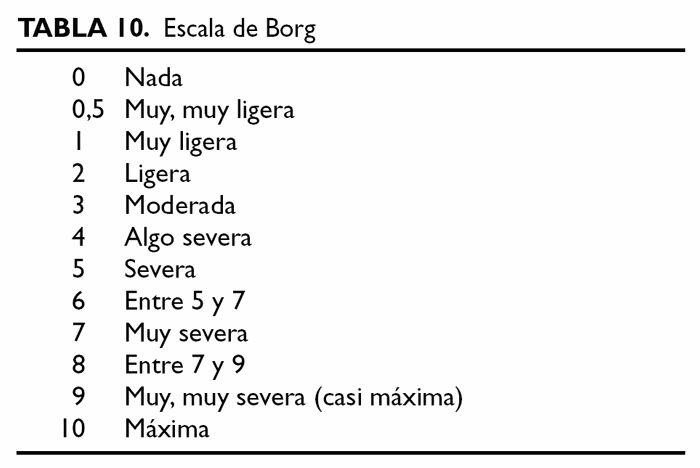 TABLA 10. Escala de Borg
0 Nada
0,5 Muy, muy ligera
1 Muy ligera
2 Ligera
3 Moderada
4 Algo severa
5 Severa
6 Entre 5 y 7
7 Muy severa
8 Entre 7 y 9
9 Muy, muy severa (casi máxima)
10 Máxima